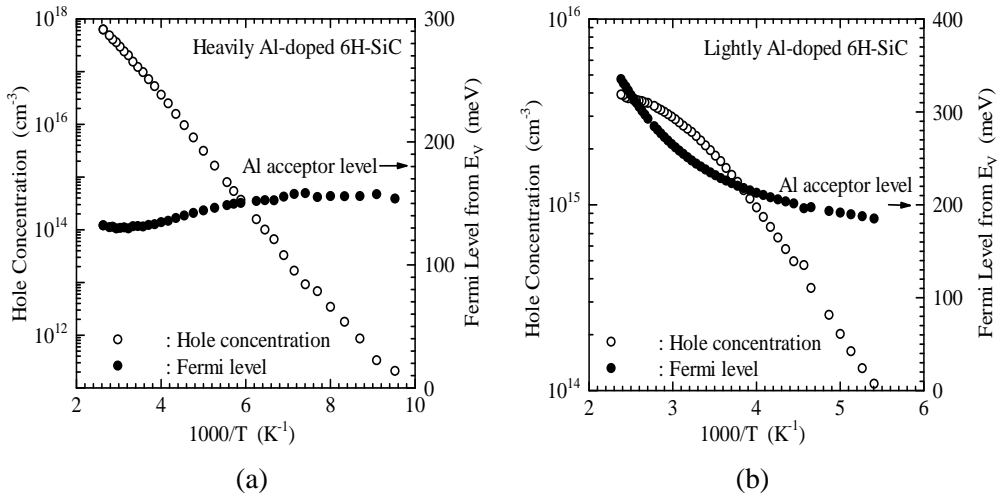 Heavily Al-doped 6H-SiC
Hole Concentration (cm-3)
10^18
10^16
10^14
10^12
Al acceptor level
: Hole concentration
: Fermi level
300
200
100
0
Fermi Level from E_V (meV)
2 4 6 8 10
1000/T (K^-1)
(a)
Lightly Al-doped 6H-SiC
Hole Concentration (cm^-3)
10^16
10^15
10^14
Al acceptor level
: Hole concentration
: Fermi level
400
300
200
100
0
Fermi Level from E_V (meV)
2 3 4 5 6
1000/T (K^-1)
(b)